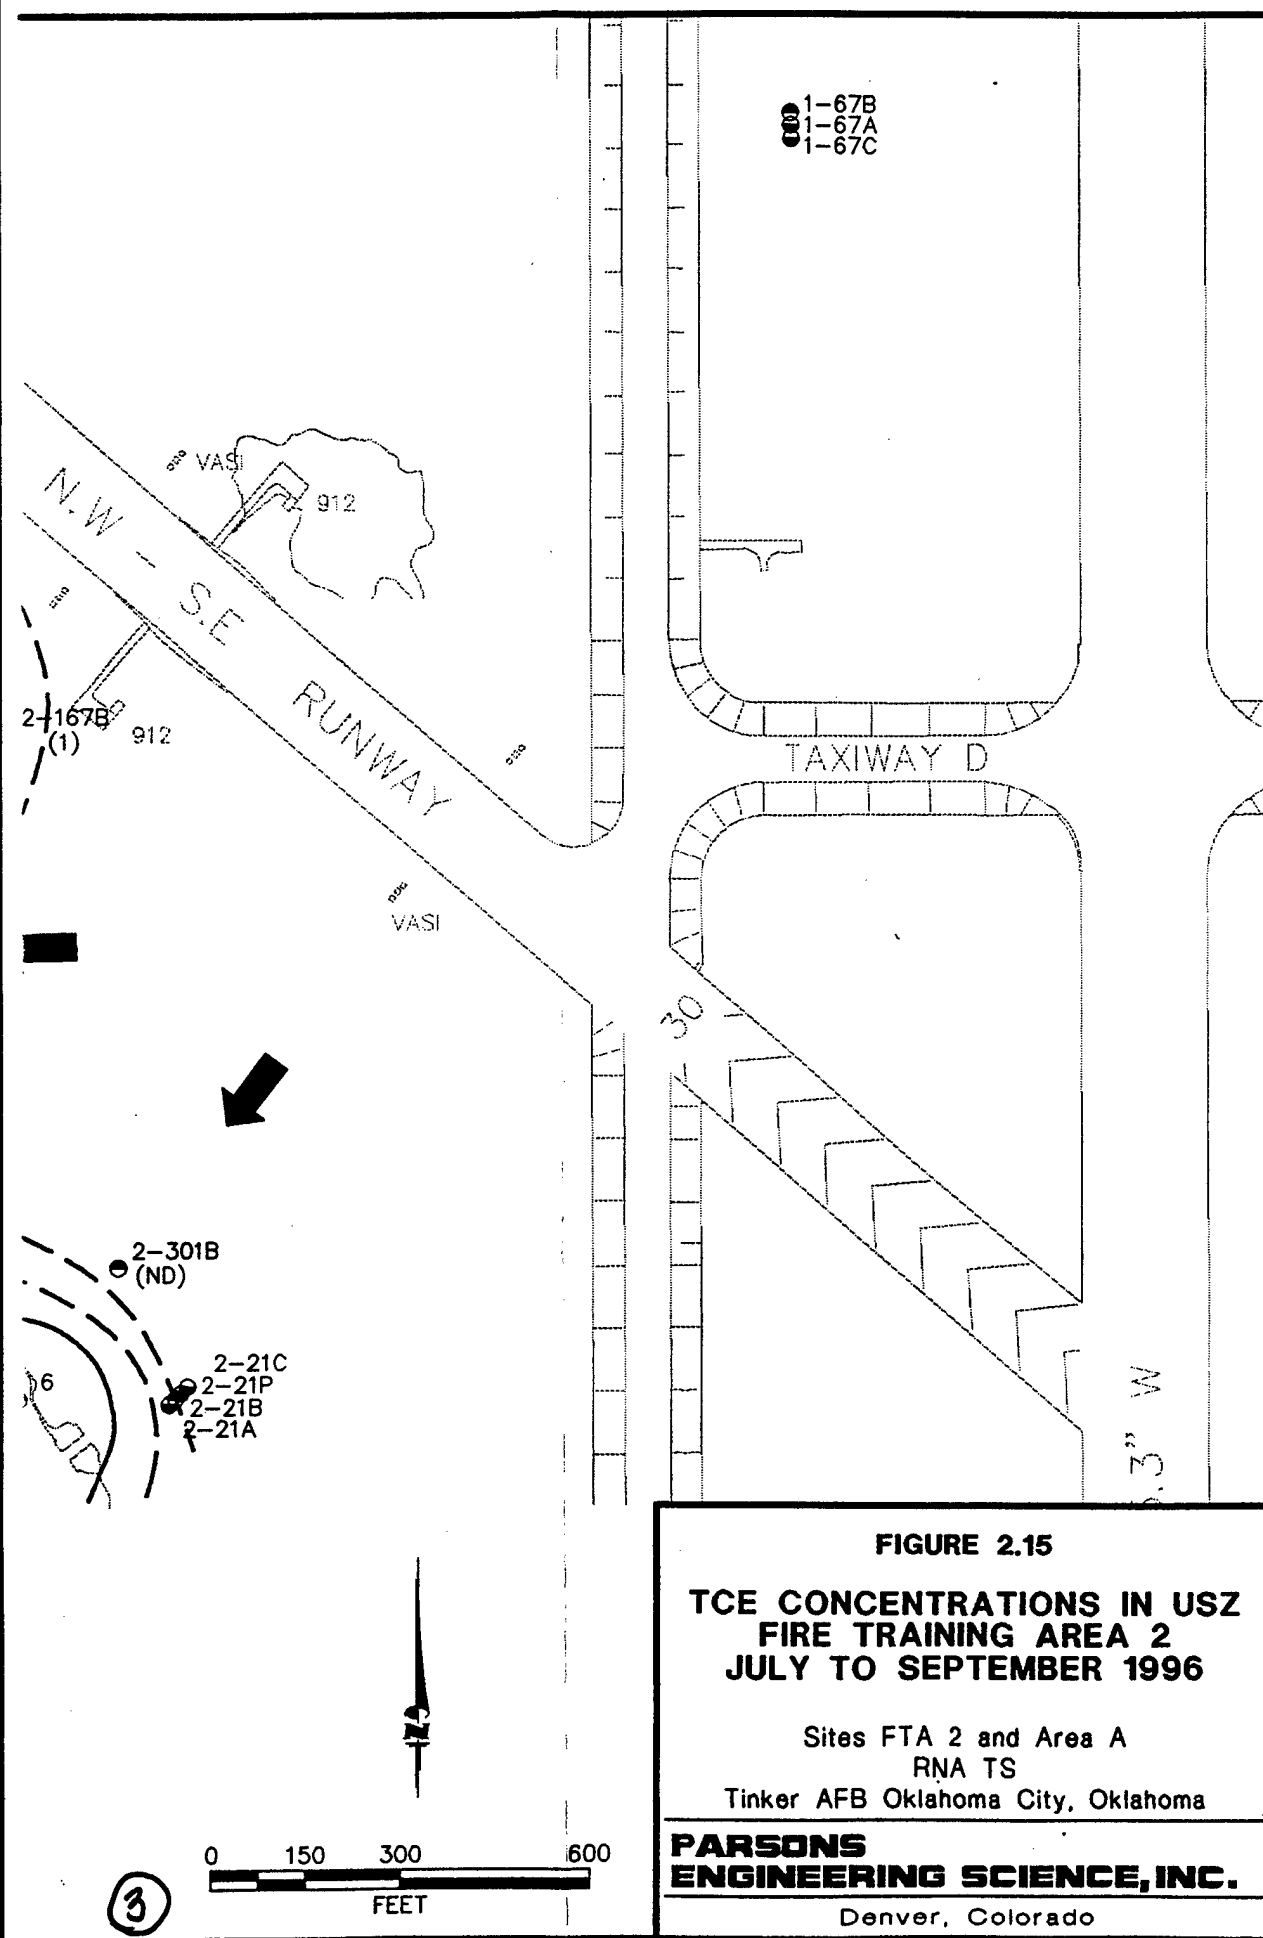 1-67B
1-67A
1-67C
VASI
912
N.W - S.E RUNWAY
2-167B
(1)
912
TAXIWAY D
VASI
30
2-301B
(ND)
2-21C
2-21P
2-21B
2-21A
6
.3" W
FIGURE 2.15
TCE CONCENTRATIONS IN USZ
FIRE TRAINING AREA 2
JULY TO SEPTEMBER 1996
Sites FTA 2 and Area A
RNA TS
Tinker AFB Oklahoma City, Oklahoma
PARSONS
ENGINEERING SCIENCE, INC.
Denver, Colorado
N
0 150 300 600
FEET
3